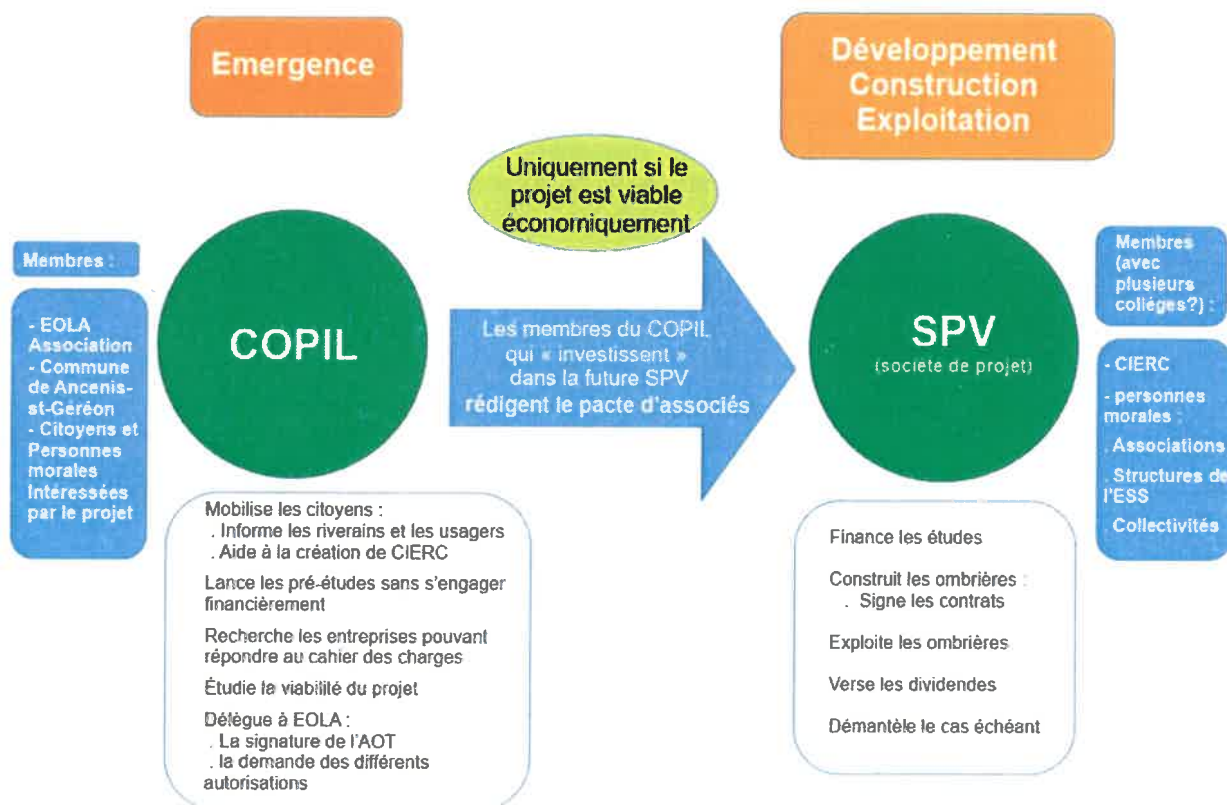 Emergence
Développement
Construction
Exploitation
Uniquement si le
projet est viable
économiquement
Membres :
- EOLA
Association
- Commune
de Ancenis-
st-Géréon
- Citoyens et
Personnes
morales
Intéressées
par le projet
COPIL
Les membres du COPIL
qui « investissent »
dans la future SPV
rédigent le pacte d'associés
SPV
(société de projet)
Membres
(avec
plusieurs
collèges?) :
- CIERC
- personnes
morales :
. Associations
. Structures de
l'ESS
. Collectivités
Mobilise les citoyens :
. Informe les riverains et les usagers
. Aide à la création de CIERC
Lance les pré-études sans s'engager
financièrement
Recherche les entreprises pouvant
répondre au cahier des charges
Étudie la viabilité du projet
Délègue à EOLA :
. La signature de l'AOT
. la demande des différents
autorisations
Finance les études
Construit les ombrières :
. Signe les contrats
Exploite les ombrières
Verse les dividendes
Démantèle le cas échéant